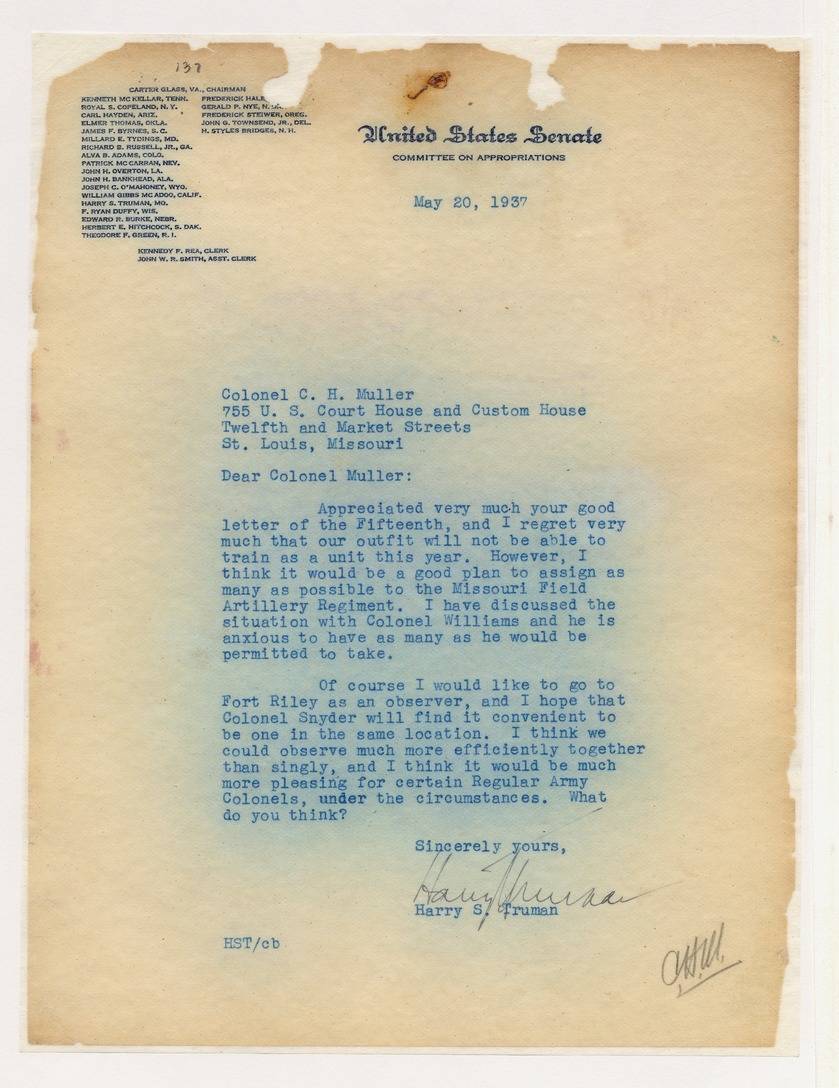 137
CARTER GLASS, VA., CHAIRMAN
KENNETH MC KELLAR, TENN.
ROYAL S. COPELAND, N. Y.
CARL HAYDEN, ARIZ.
ELMER THOMAS, OKLA.
JAMES F. BYRNES, S. C.
MILLARD E. TYDINGS, MD.
RICHARD B. RUSSELL, JR., GA.
ALVA B. ADAMS, COLO.
PATRICK MC CARRAN, NEV.
JOHN H. OVERTON, LA.
JOHN H. BANKHEAD, ALA.
JOSEPH C. O'MAHONEY, WYO.
WILLIAM GIBBS MC ADOO, CALIF.
HARRY S. TRUMAN, MO.
F. RYAN DUFFY, WIS.
EDWARD R. BURKE, NEBR.
HERBERT E. HITCHCOCK, S. DAK.
THEODORE F. GREEN, R. I.
FREDERICK
GERALD P. NYE,
FREDERICK STEIWER, OREG.
JOHN G. TOWNSEND, JR., DEL.
H. STYLES BRIDGES, N. H.
KENNEDY F. REA, CLERK
JOHN W. R. SMITH, ASST. CLERK
United States Senate
COMMITTEE ON APPROPRIATIONS
May 20, 1937
Colonel C. H. Muller
755 U. S. Court House and Custom House
Twelfth and Market Streets
St. Louis, Missouri
Dear Colonel Muller:
Appreciated very much your good
letter of the Fifteenth, and I regret very
much that our outfit will not be able to
train as a unit this year. However, I
think it would be a good plan to assign as
many as possible to the Missouri Field
Artillery Regiment. I have discussed the
situation with Colonel Williams and he is
anxious to have as many as he would be
permitted to take.
Of course I would like to go to
Fort Riley as an observer, and I hope that
Colonel Snyder will find it convenient to
be one in the same location. I think we
could observe much more efficiently together
than singly, and I think it would be much
more pleasing for certain Regular Army
Colonels, under the circumstances. What
do you think?
Sincerely yours,
Harry S Truman
Harry S. Truman
HST/cb
C.H.M.